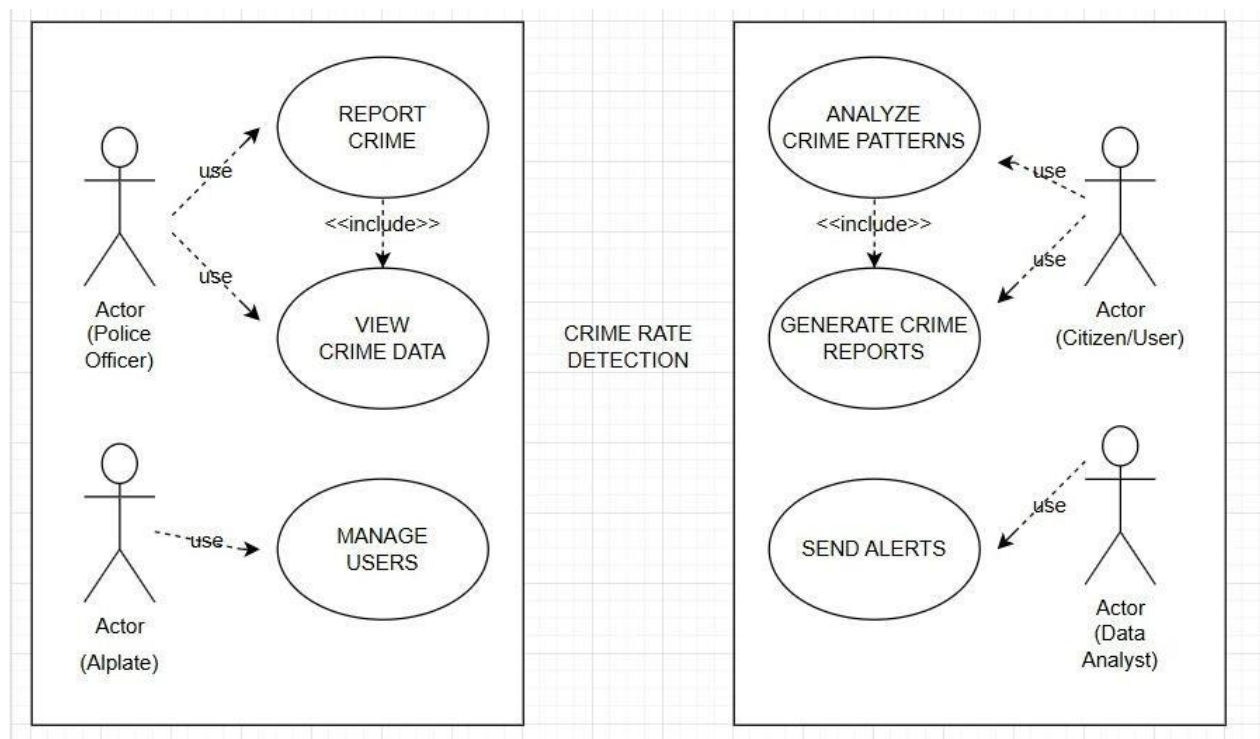 REPORT
CRIME
use
<<include>>
use
VIEW
CRIME DATA
Actor
(Police
Officer)
MANAGE
USERS
use
Actor
(Alplate)
CRIME RATE
DETECTION
ANALYZE
CRIME PATTERNS
use
<<include>>
use
GENERATE CRIME
REPORTS
Actor
(Citizen/User)
SEND ALERTS
use
Actor
(Data
Analyst)